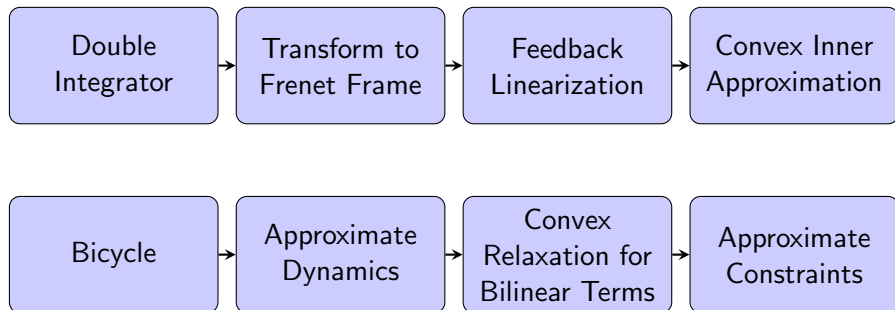 Double
Integrator
Transform to
Frenet Frame
Feedback
Linearization
Convex Inner
Approximation
Bicycle
Approximate
Dynamics
Convex
Relaxation for
Bilinear Terms
Approximate
Constraints